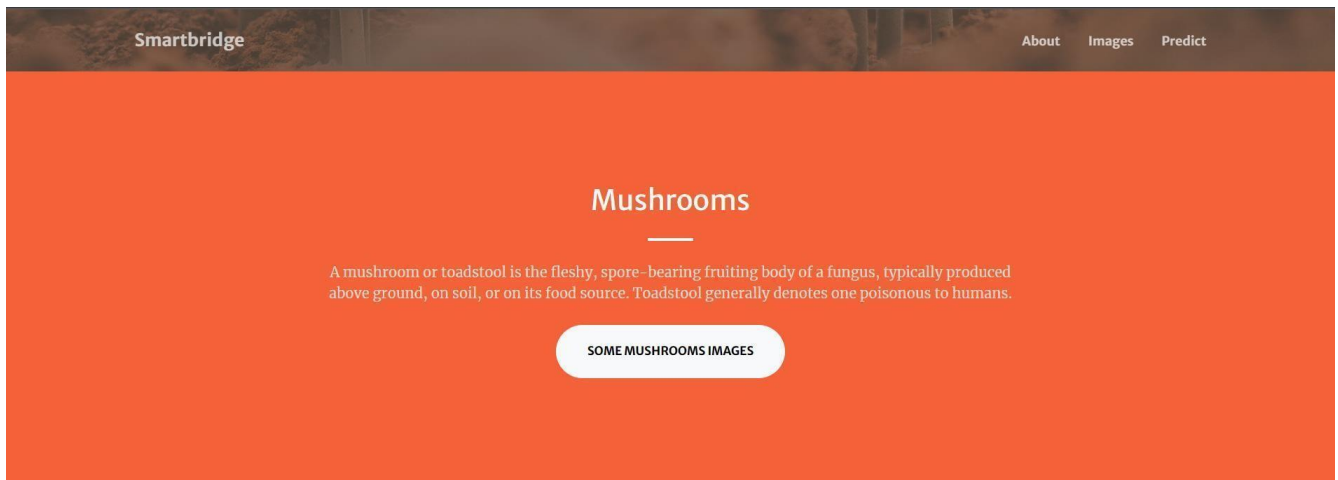 Smartbridge
About Images Predict
Mushrooms
A mushroom or toadstool is the fleshy, spore-bearing fruiting body of a fungus, typically produced
above ground, on soil, or on its food source. Toadstool generally denotes one poisonous to humans.
SOME MUSHROOMS IMAGES